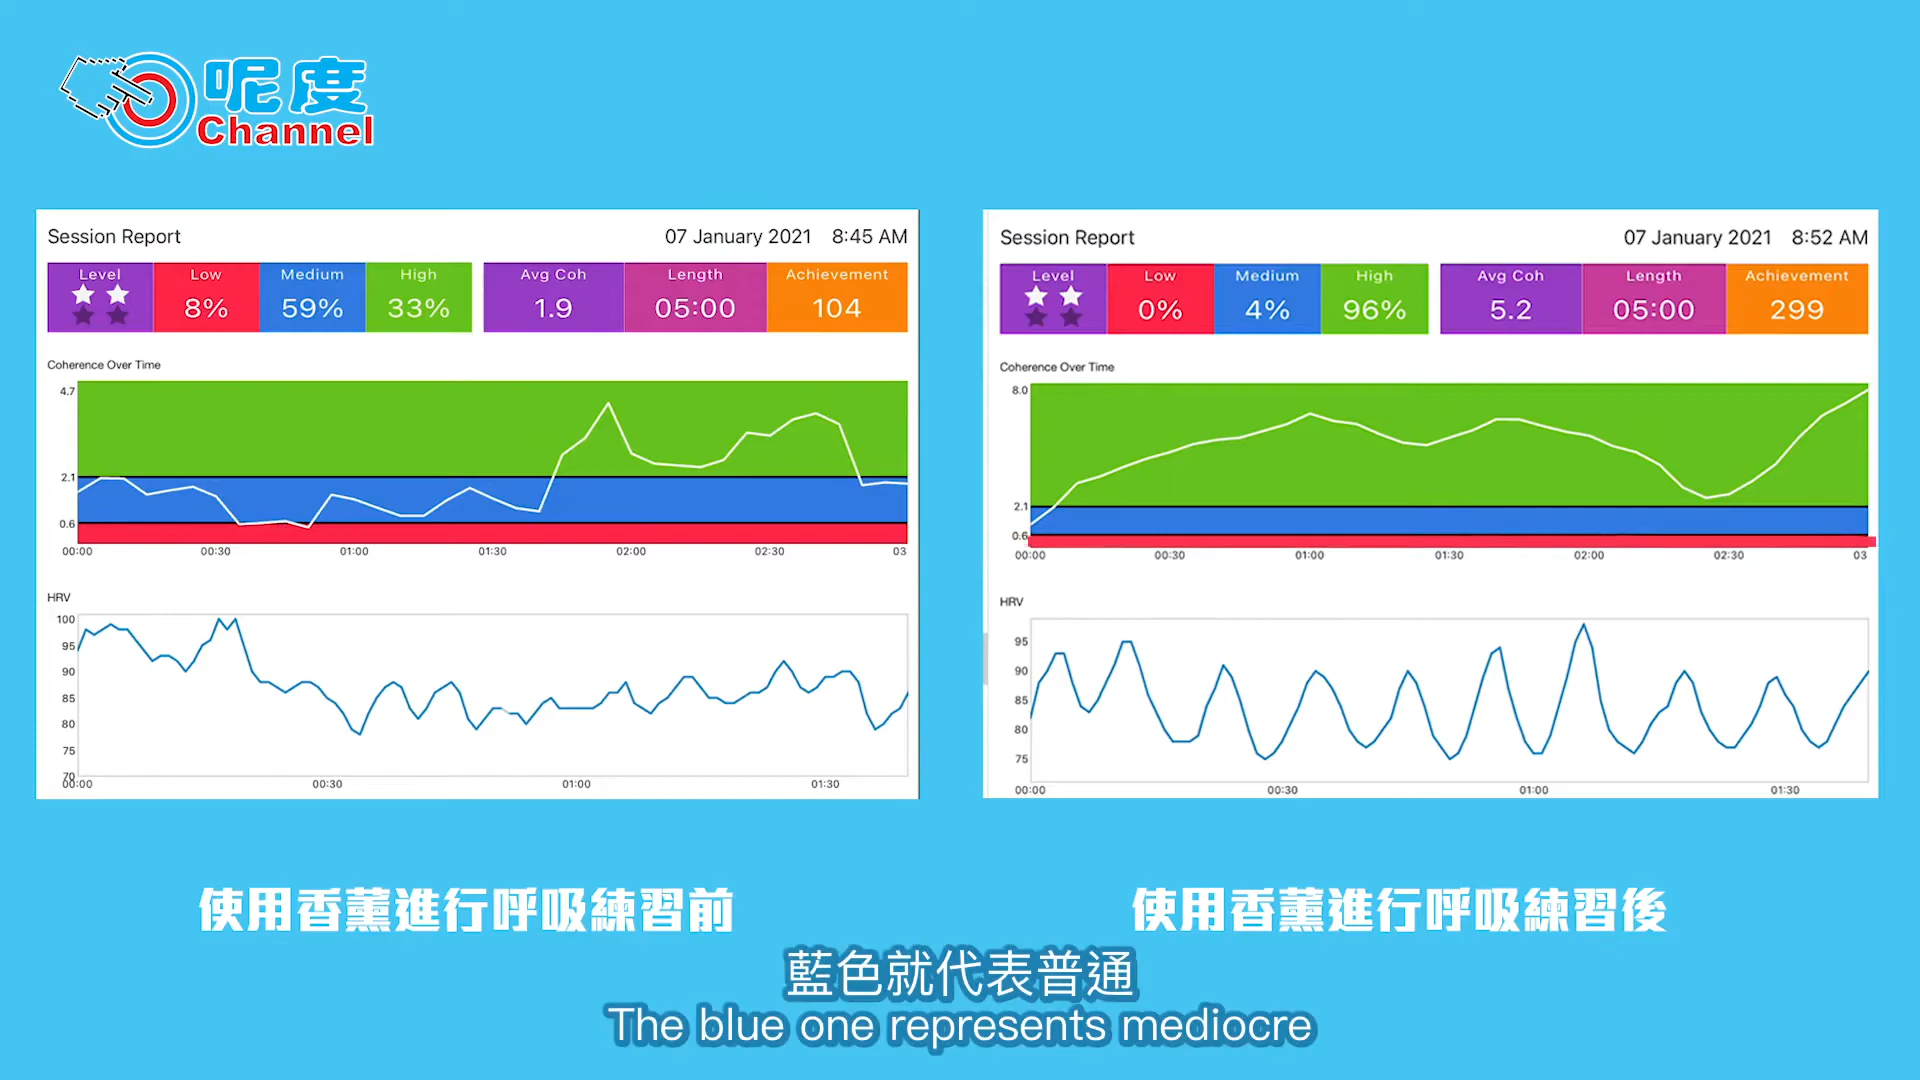 呢度
Channel
Session Report
07 January 2021 8:45 AM
Level
Low
8%
Medium
59%
High
33%
Avg Coh
1.9
Length
05:00
Achievement
104
Coherence Over Time
4.7
2.1
0.6
00:00 00:30 01:00 01:30 02:00 02:30 03
HRV
100
95
90
85
80
75
70
00:00 00:30 01:00 01:30
使用香薰進行呼吸練習前
Session Report
07 January 2021 8:52 AM
Level
Low
0%
Medium
4%
High
96%
Avg Coh
5.2
Length
05:00
Achievement
299
Coherence Over Time
8.0
2.1
0.6
00:00 00:30 01:00 01:30 02:00 02:30 03
HRV
95
90
85
80
75
00:00 00:30 01:00 01:30
使用香薰進行呼吸練習後
藍色就代表普通
The blue one represents mediocre